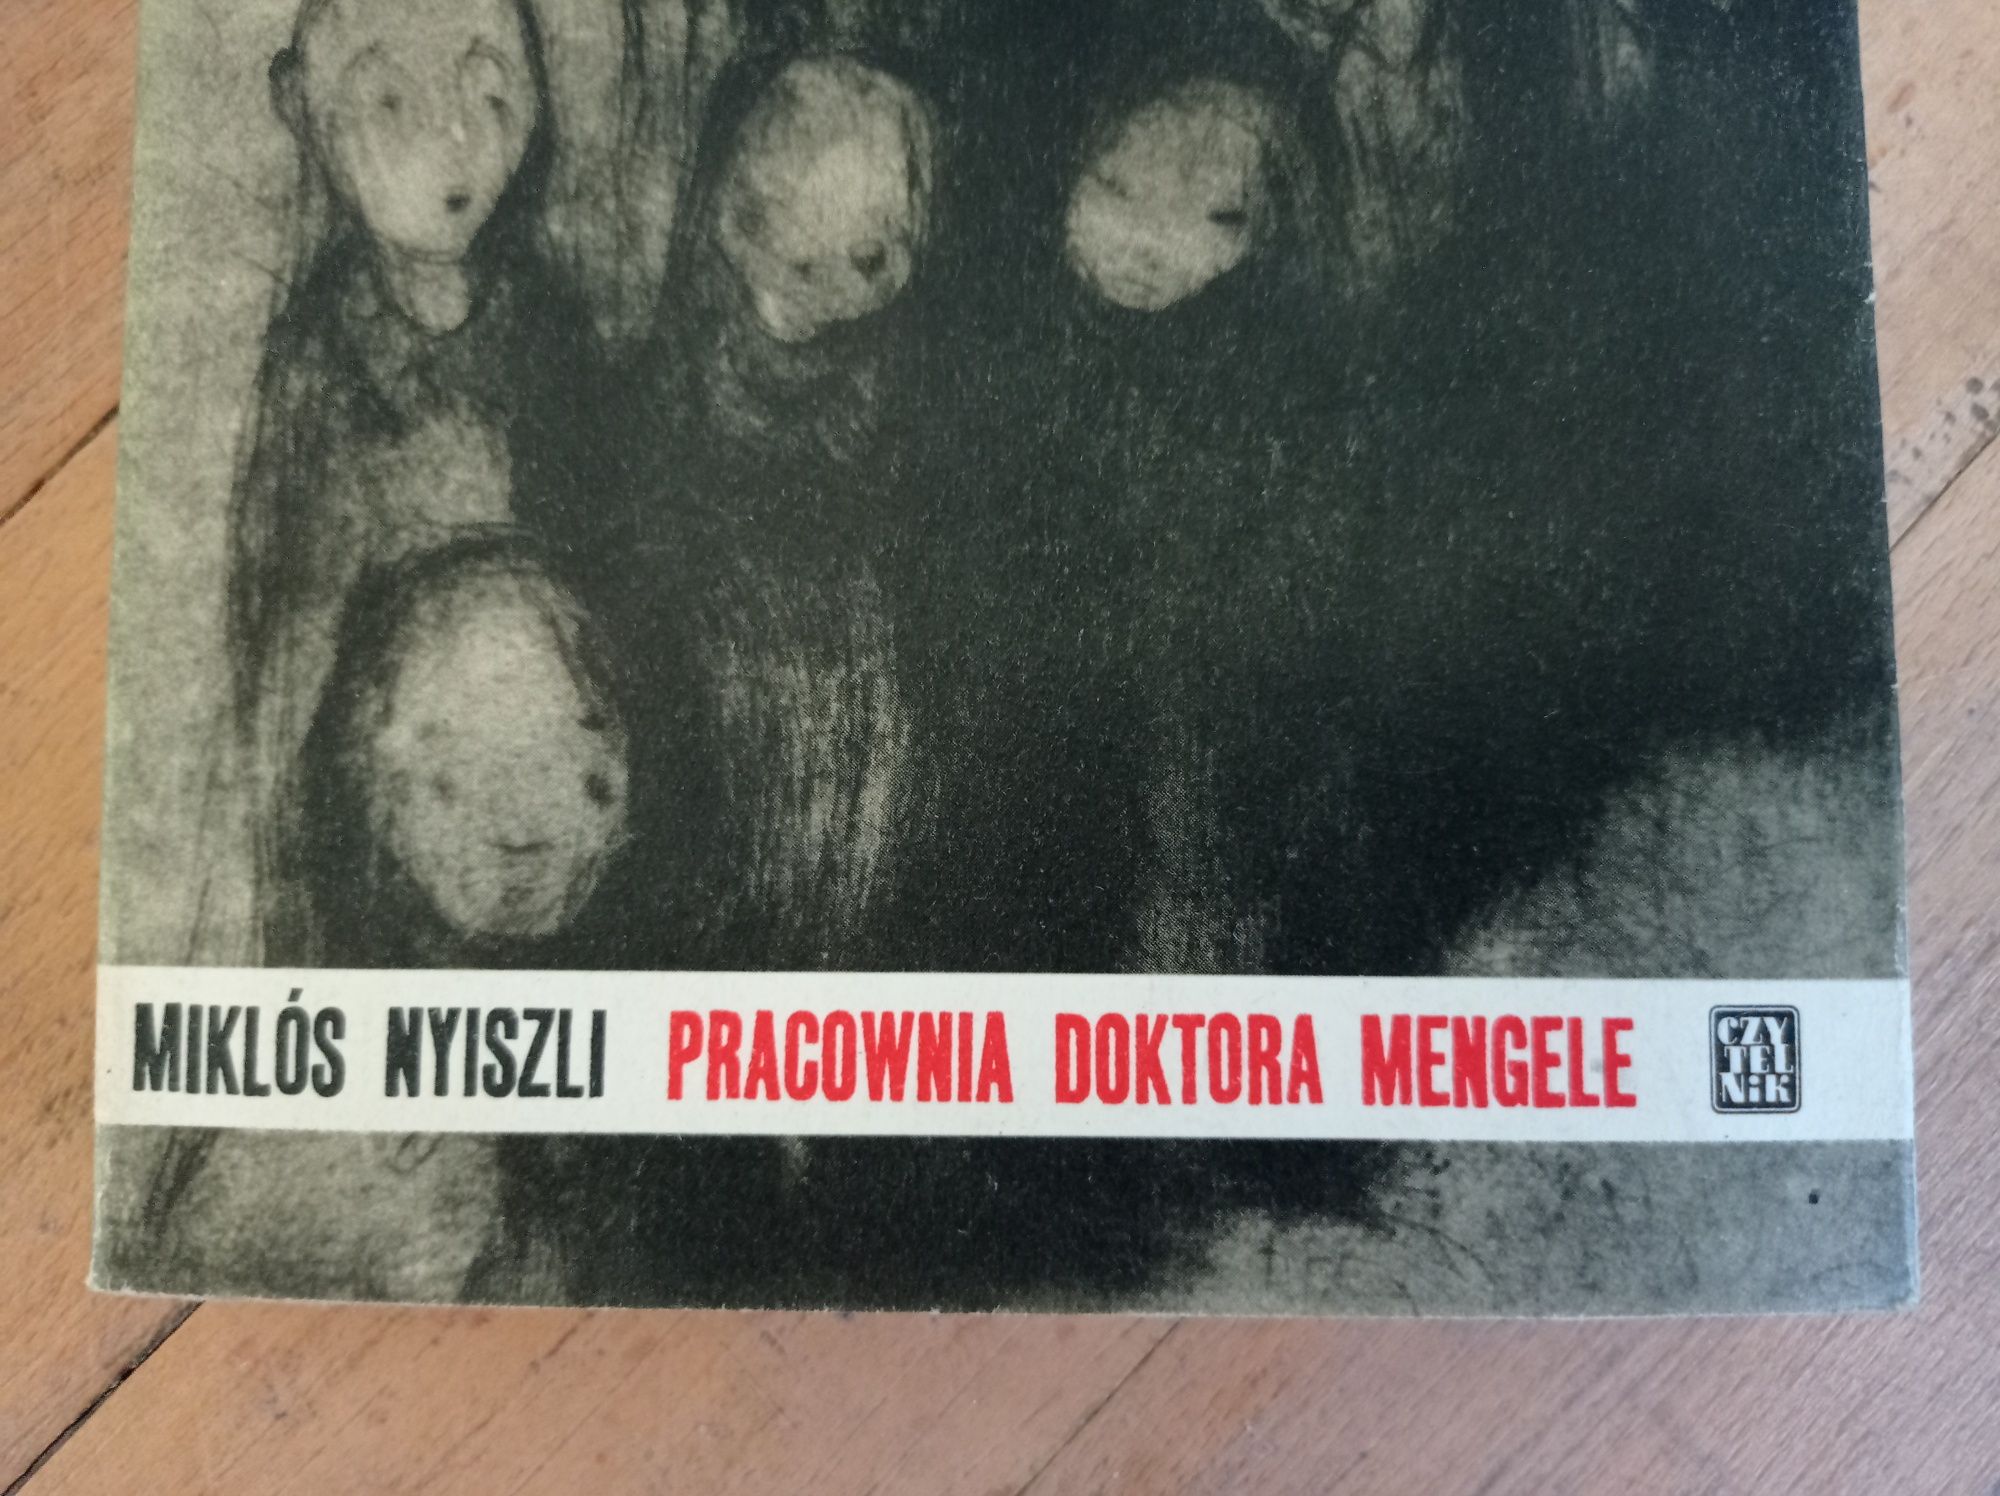 MIKLÓS NYISZLI PRACOWNIA DOKTORA MENGELE
CZY
TEL
NiK